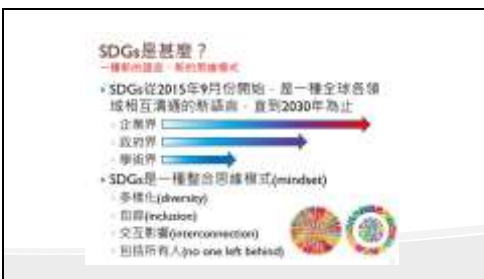 SDGs是甚麼？
一種新的語言，新的思維模式
SDGs從2015年9月份開始，是一種全球各領
域相互溝通的新語言，直到2030年為止
企業界
政府界
學術界
SDGs是一種整合思維模式(mindset)
多樣化(diversity)
包容(inclusion)
交互影響(interconnection)
包括所有人(no one left behind)